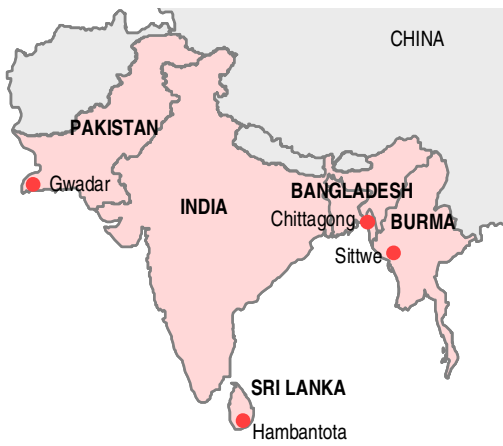 CHINA
PAKISTAN
Gwadar
INDIA
BANGLADESH
Chittagong
BURMA
Sittwe
SRI LANKA
Hambantota